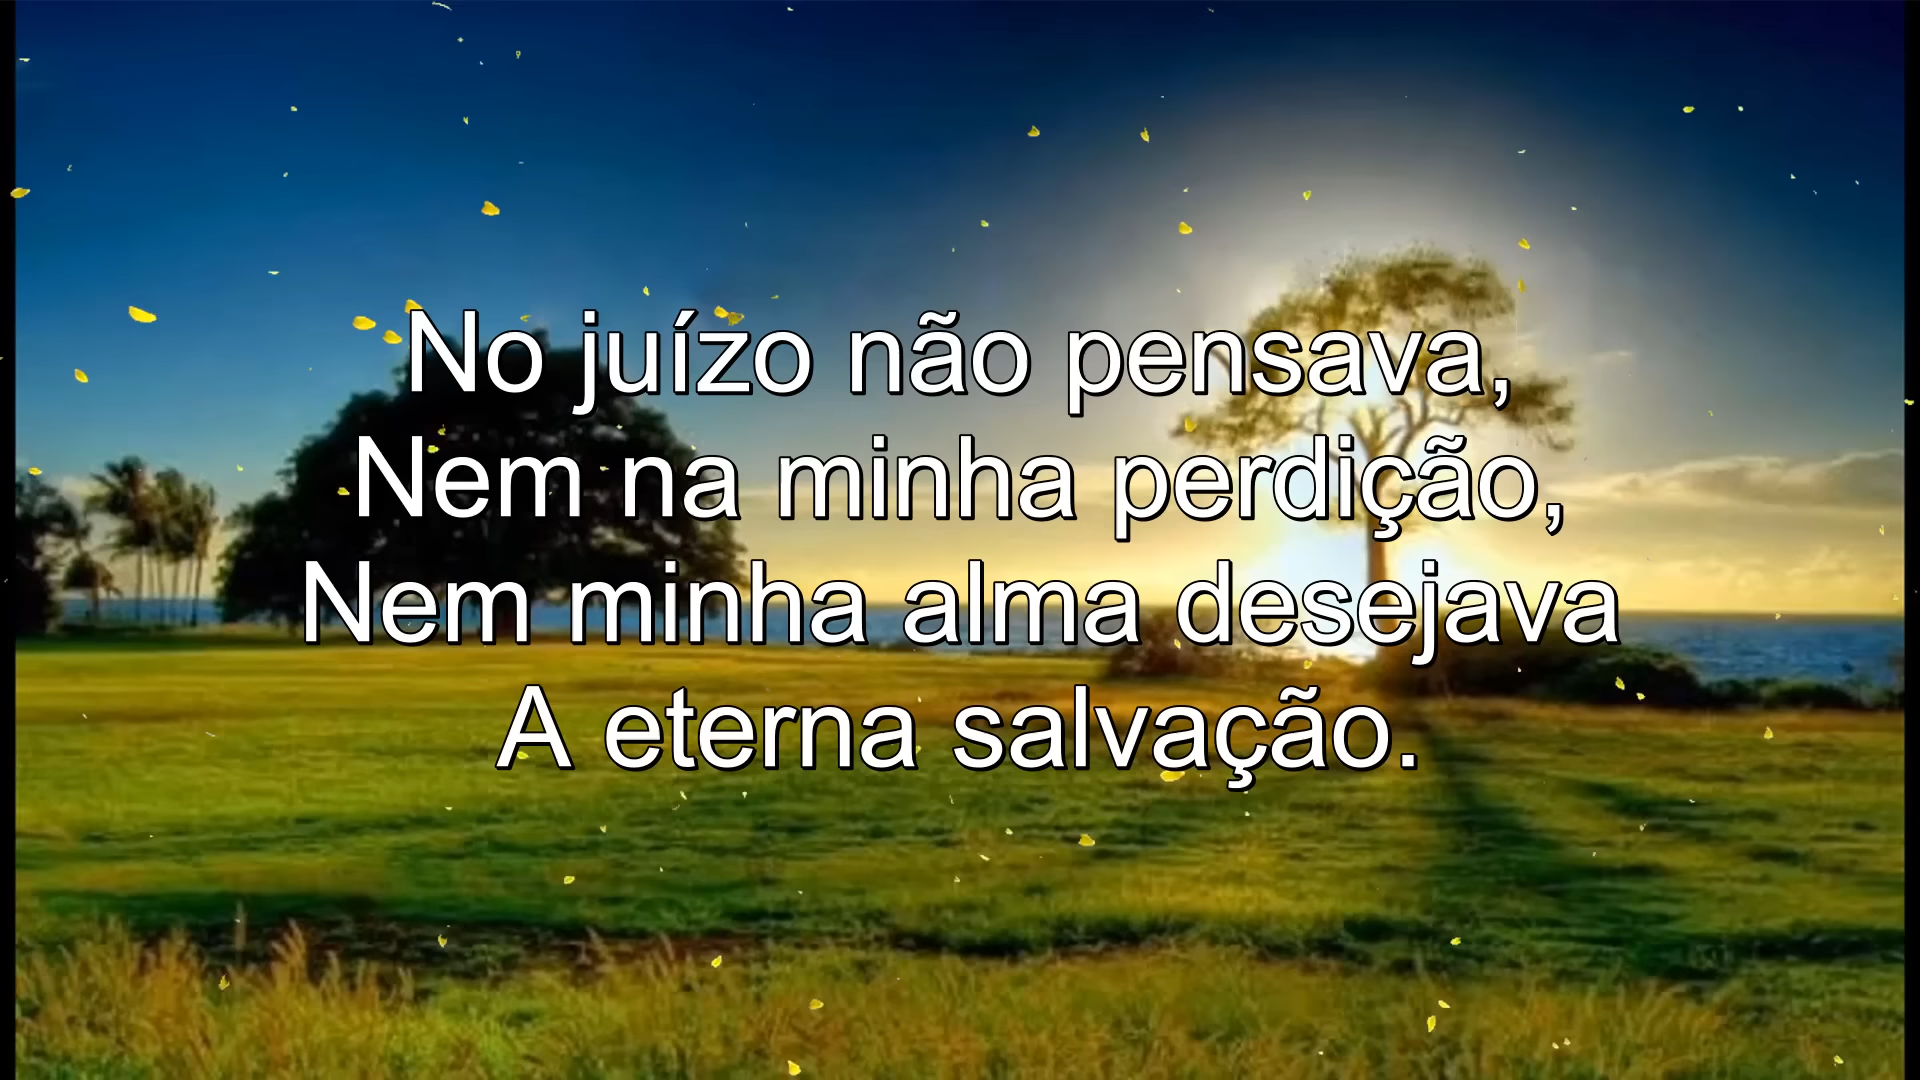 No juízo não pensava,
Nem na minha perdição,
Nem minha alma desejava
A eterna salvação.